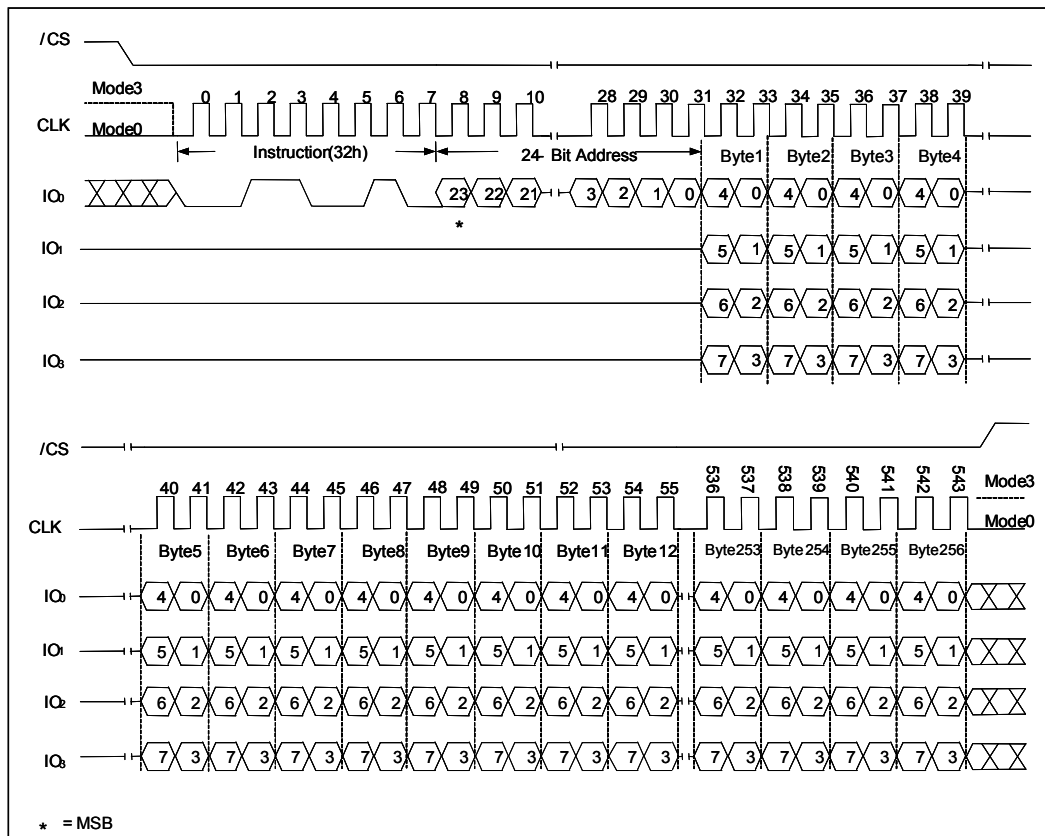 /CS
Mode3
0 1 2 3 4 5 6 7 8 9 10 28 29 30 31 32 33 34 35 36 37 38 39
CLK
Mode0
Instruction(32h) 24- Bit Address Byte1 Byte2 Byte3 Byte4
IO0 23 22 21 3 2 1 0 4 0 4 0 4 0 4 0
*
IO1 5 1 5 1 5 1 5 1
IO2 6 2 6 2 6 2 6 2
IO3 7 3 7 3 7 3 7 3
/CS
40 41 42 43 44 45 46 47 48 49 50 51 52 53 54 55 536 537 538 539 540 541 542 543 Mode3
CLK Mode0
Byte5 Byte6 Byte7 Byte8 Byte9 Byte10 Byte11 Byte12 Byte253 Byte254 Byte255 Byte256
IO0 4 0 4 0 4 0 4 0 4 0 4 0 4 0 4 0 4 0 4 0 4 0 4 0
IO1 5 1 5 1 5 1 5 1 5 1 5 1 5 1 5 1 5 1 5 1 5 1 5 1
IO2 6 2 6 2 6 2 6 2 6 2 6 2 6 2 6 2 6 2 6 2 6 2 6 2
IO3 7 3 7 3 7 3 7 3 7 3 7 3 7 3 7 3 7 3 7 3 7 3 7 3
* = MSB